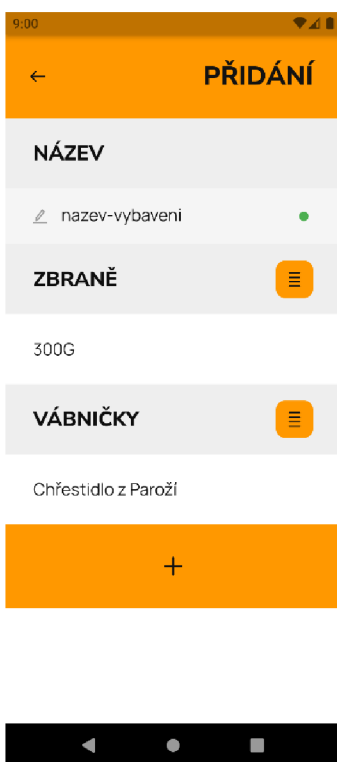 9:00
PŘIDÁNÍ
NÁZEV
nazev-vybaveni
ZBRANĚ
300G
VÁBNIČKY
Chřestidlo z Paroží
+